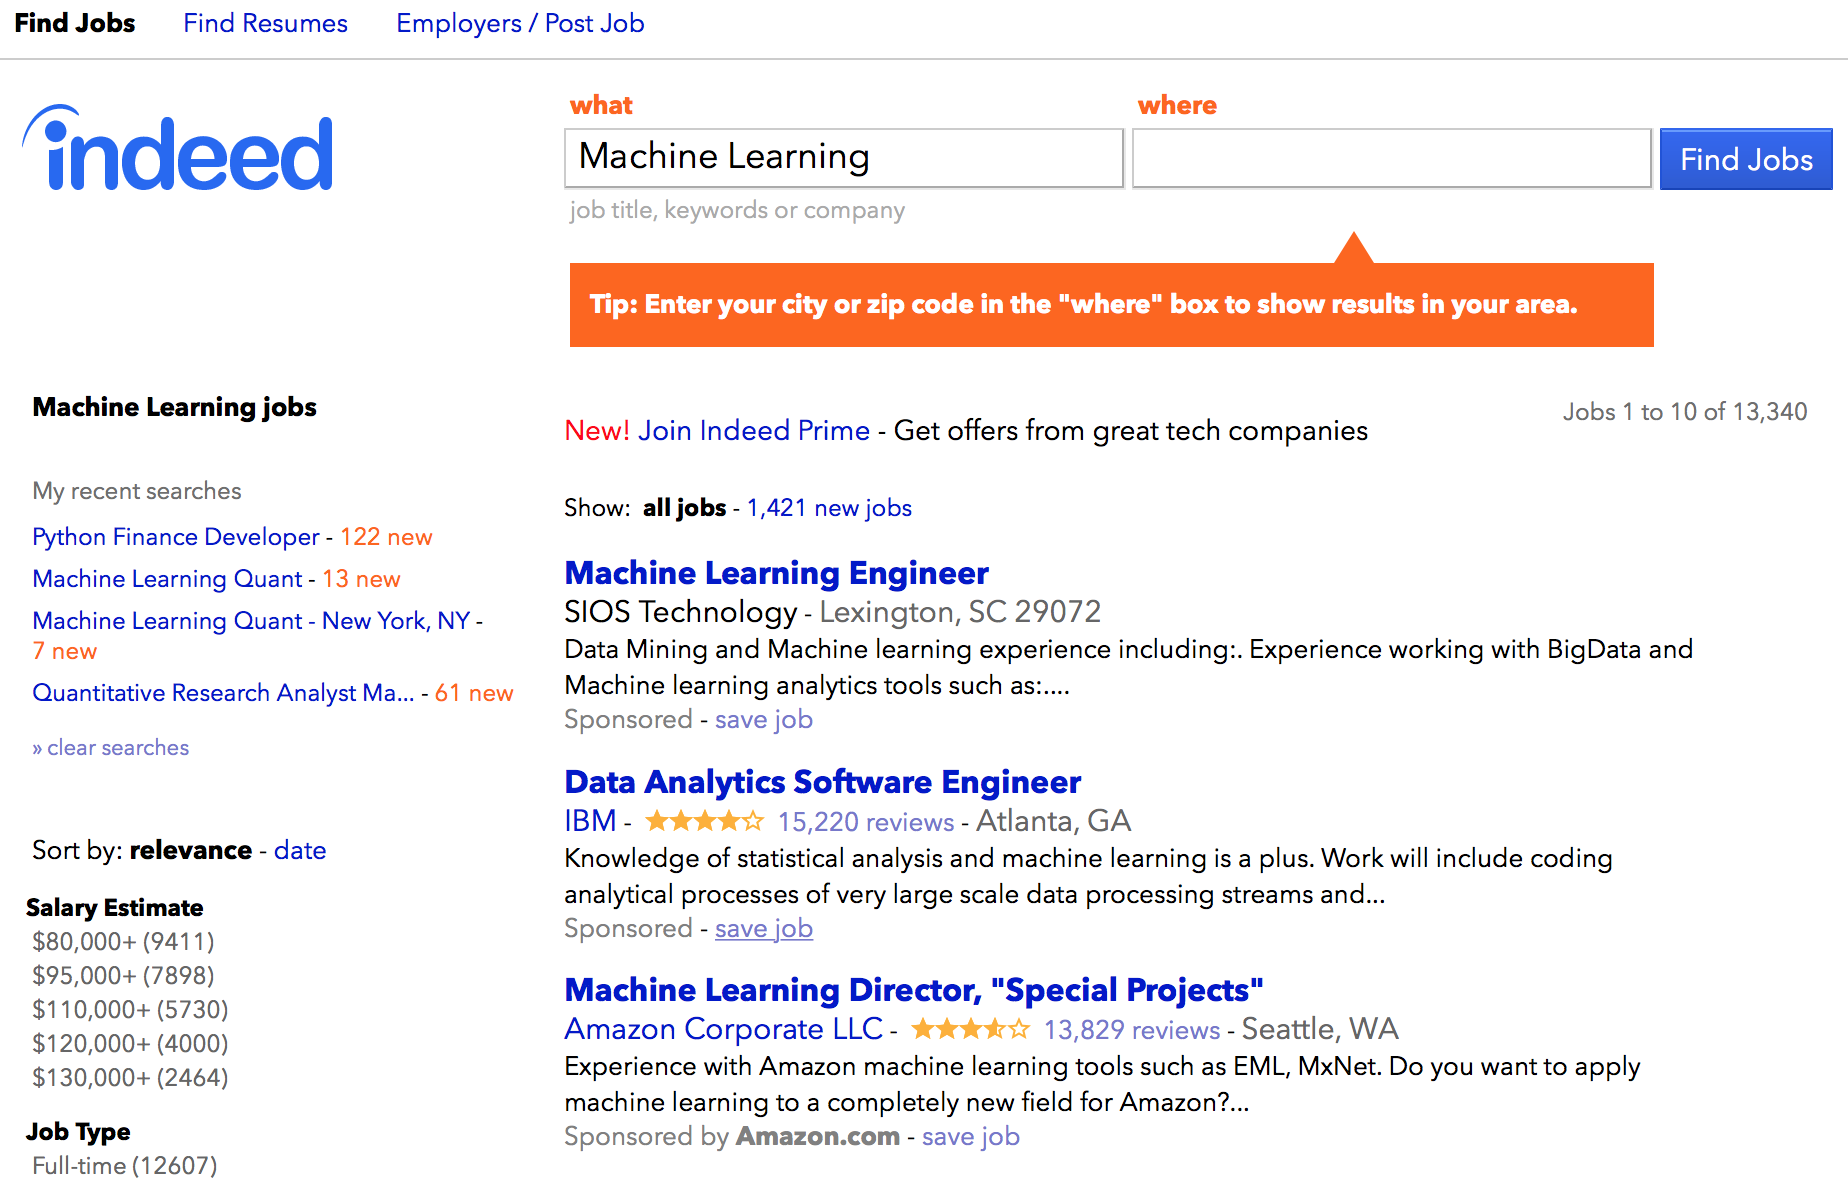 Find Jobs Find Resumes Employers / Post Job
indeed
what where
Machine Learning Find Jobs
job title, keywords or company
Tip: Enter your city or zip code in the "where" box to show results in your area.
Machine Learning jobs
My recent searches
Python Finance Developer - 122 new
Machine Learning Quant - 13 new
Machine Learning Quant - New York, NY -
7 new
Quantitative Research Analyst Ma... - 61 new
» clear searches
Sort by: relevance - date
Salary Estimate
$80,000+ (9411)
$95,000+ (7898)
$110,000+ (5730)
$120,000+ (4000)
$130,000+ (2464)
Job Type
Full-time (12607)
Jobs 1 to 10 of 13,340
New! Join Indeed Prime - Get offers from great tech companies
Show: all jobs - 1,421 new jobs
Machine Learning Engineer
SIOS Technology - Lexington, SC 29072
Data Mining and Machine learning experience including:. Experience working with BigData and
Machine learning analytics tools such as:....
Sponsored - save job
Data Analytics Software Engineer
IBM - 15,220 reviews - Atlanta, GA
Knowledge of statistical analysis and machine learning is a plus. Work will include coding
analytical processes of very large scale data processing streams and...
Sponsored - save job
Machine Learning Director, "Special Projects"
Amazon Corporate LLC - 13,829 reviews - Seattle, WA
Experience with Amazon machine learning tools such as EML, MxNet. Do you want to apply
machine learning to a completely new field for Amazon?...
Sponsored by Amazon.com - save job